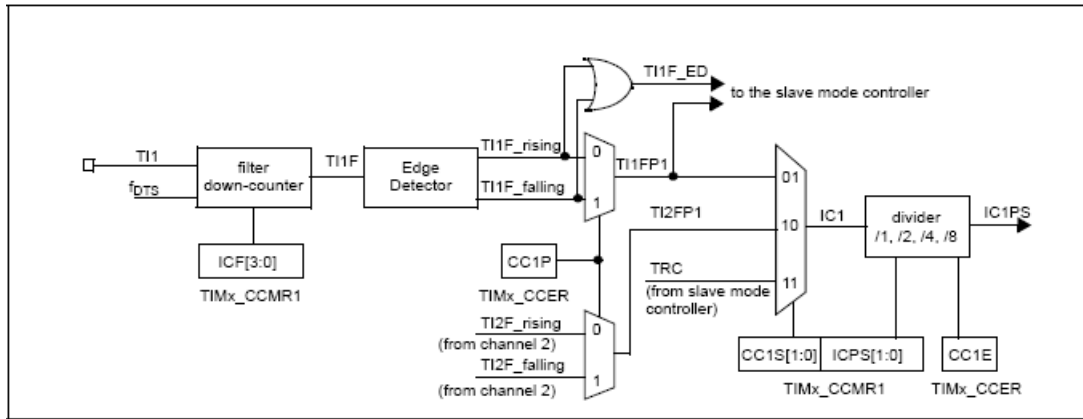 TI1F_ED
to the slave mode controller
TI1
f_DTS
filter
down-counter
TI1F
Edge
Detector
TI1F_rising
TI1F_falling
0
1
TI1FP1
01
TI2FP1
10
IC1
divider
/1, /2, /4, /8
IC1PS
ICF[3:0]
TIMx_CCMR1
CC1P
TIMx_CCER
TRC
(from slave mode
controller)
11
TI2F_rising
(from channel 2)
TI2F_falling
(from channel 2)
0
1
CC1S[1:0]
ICPS[1:0]
CC1E
TIMx_CCMR1
TIMx_CCER